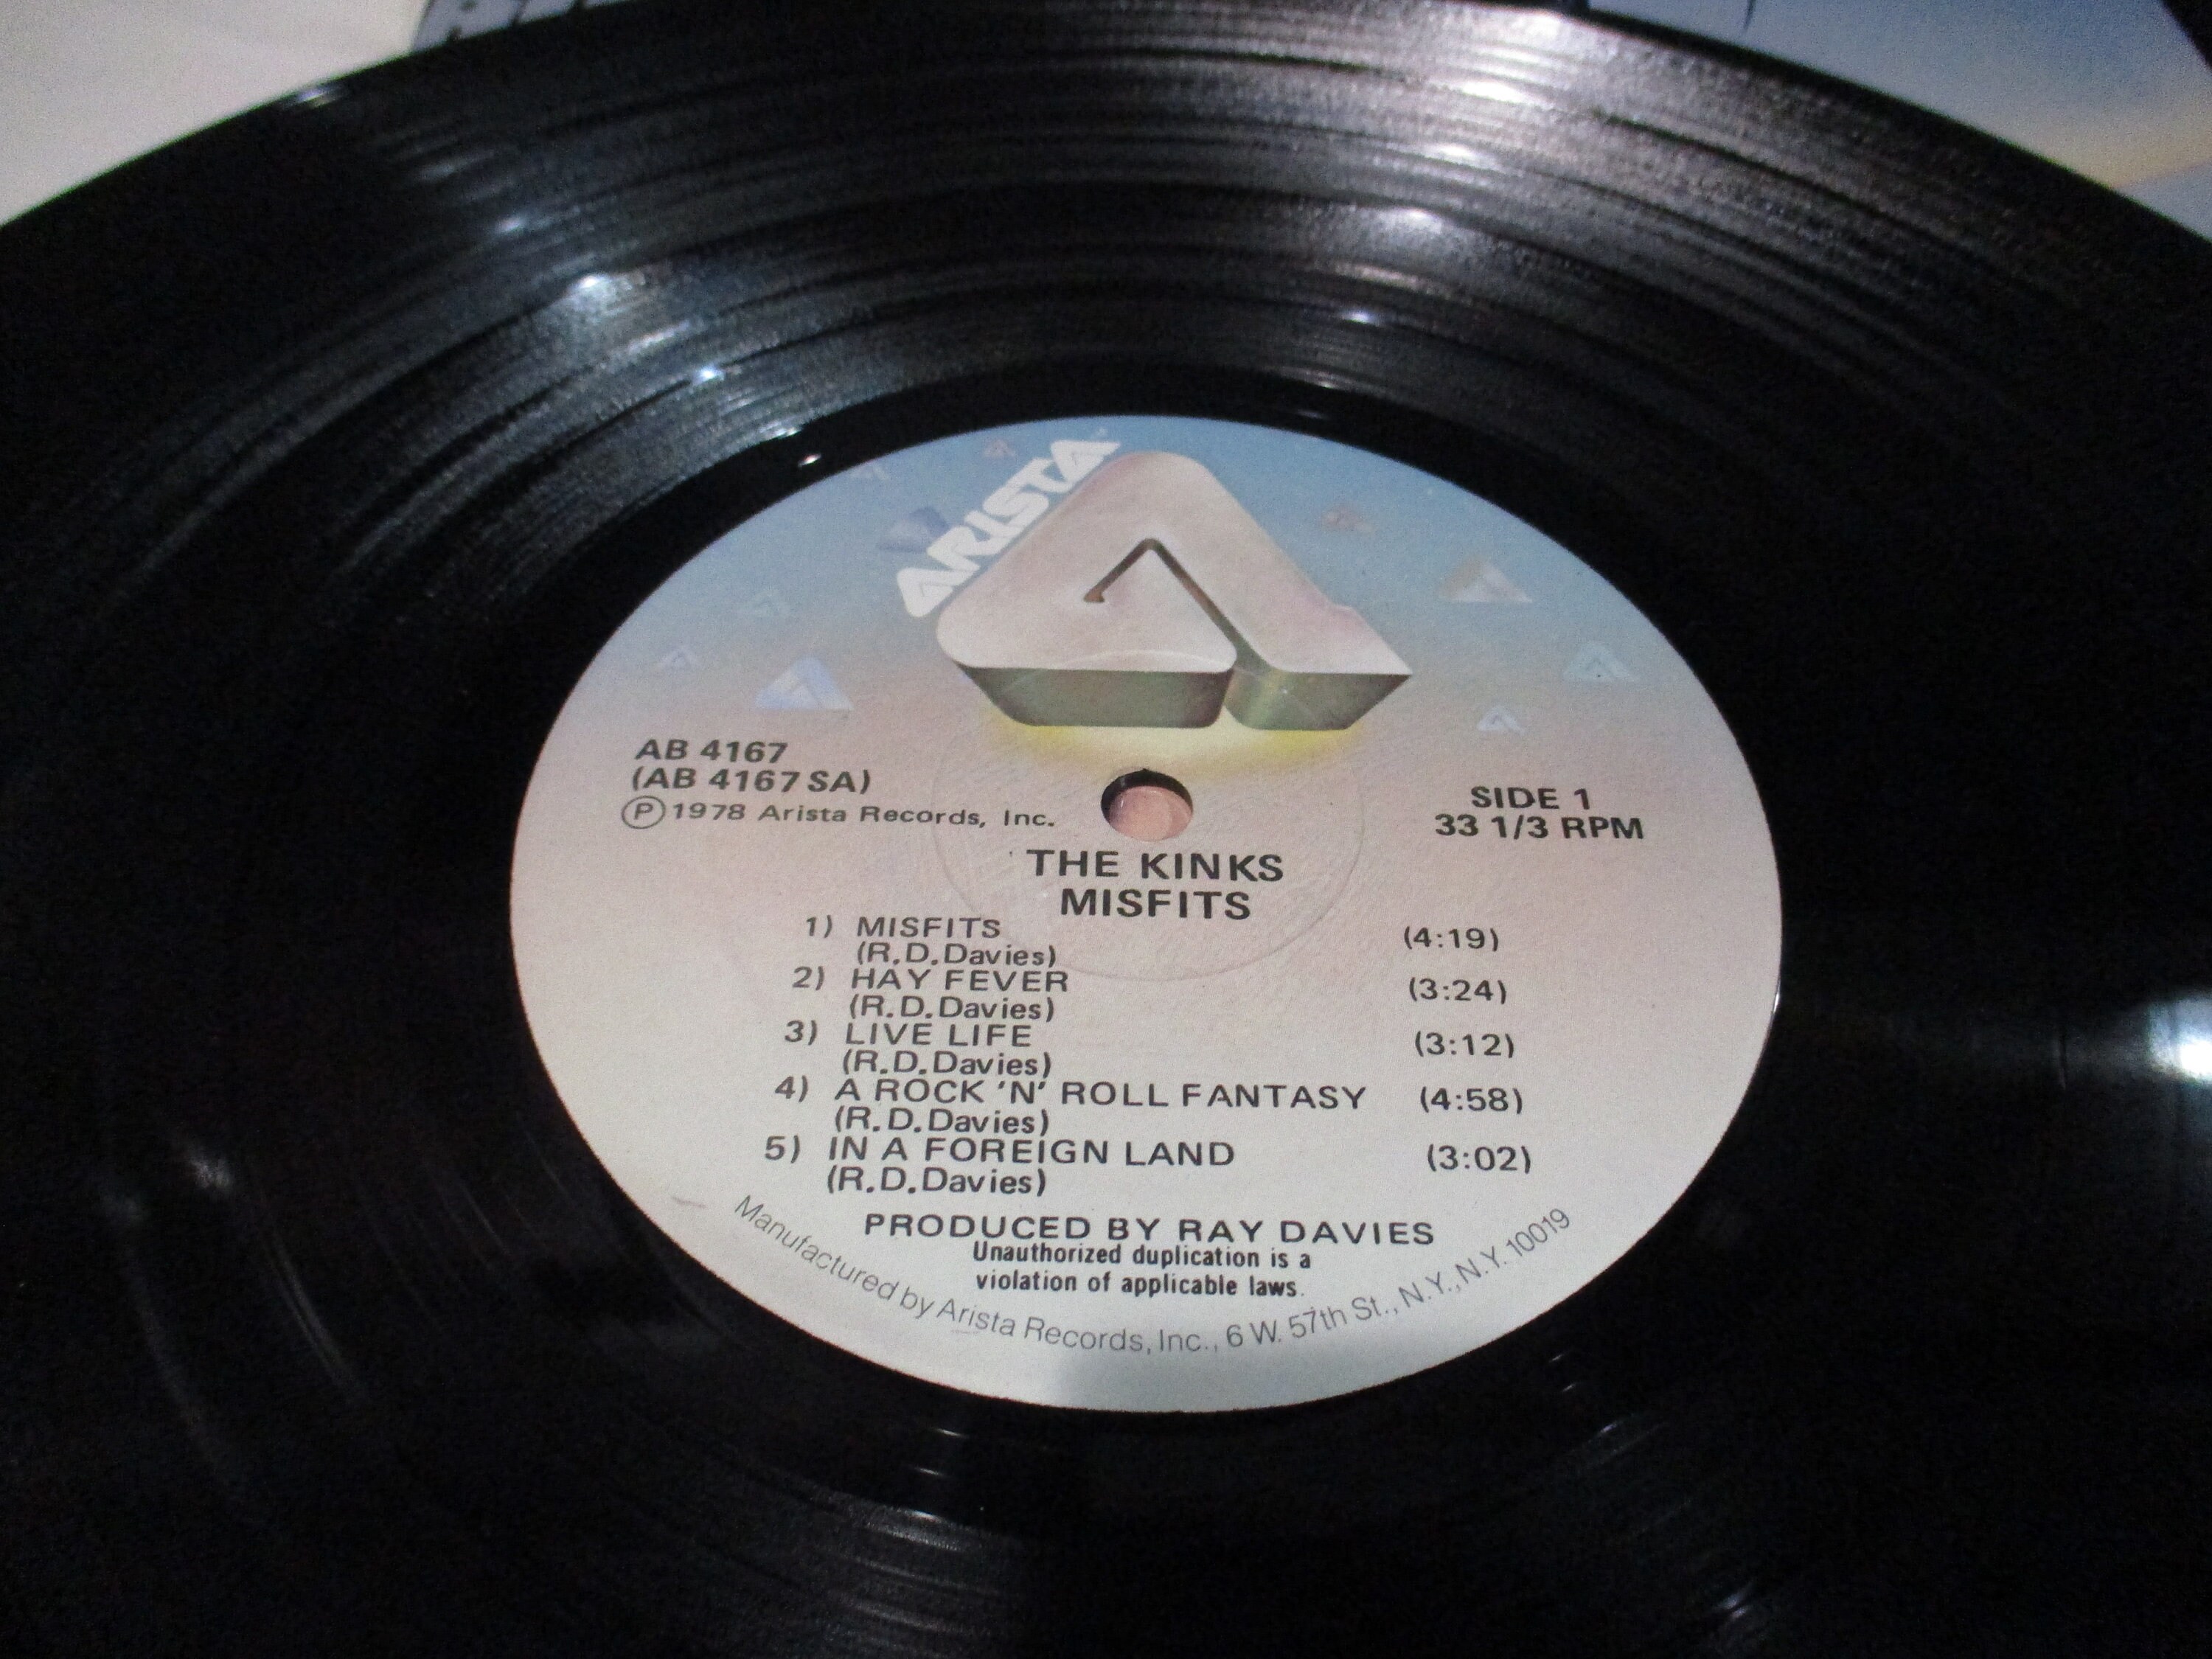 ARISTA
AB 4167
(AB 4167 SA)
Ⓟ 1978 Arista Records, Inc.
SIDE 1
33 1/3 RPM
THE KINKS
MISFITS
1) MISFITS (4:19)
(R.D.Davies)
2) HAY FEVER (3:24)
(R.D.Davies)
3) LIVE LIFE (3:12)
(R.D.Davies)
4) A ROCK 'N' ROLL FANTASY (4:58)
(R.D.Davies)
5) IN A FOREIGN LAND (3:02)
(R.D.Davies)
PRODUCED BY RAY DAVIES
Unauthorized duplication is a
violation of applicable laws.
Manufactured by Arista Records, Inc., 6 W. 57th St., N.Y., N.Y. 10019